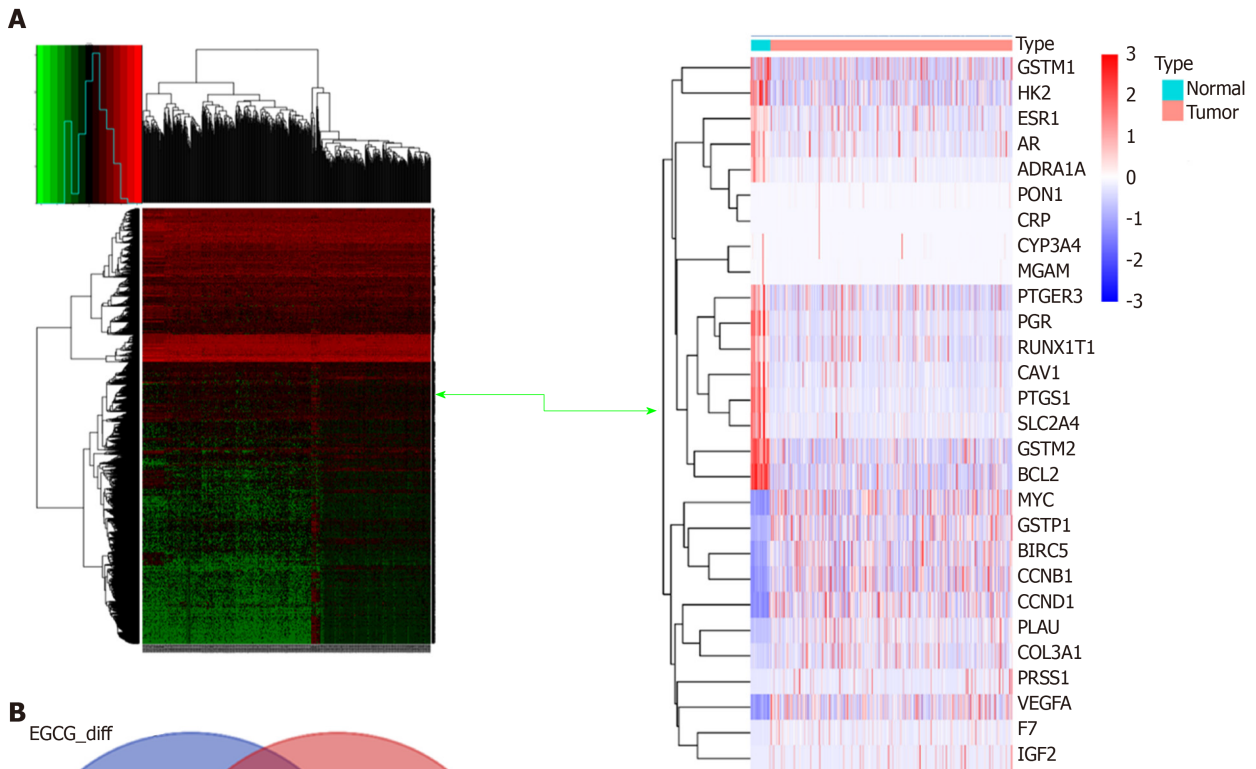 A
Type
GSTM1
HK2
ESR1
AR
ADRA1A
PON1
CRP
CYP3A4
MGAM
PTGER3
PGR
RUNX1T1
CAV1
PTGS1
SLC2A4
GSTM2
BCL2
MYC
GSTP1
BIRC5
CCNB1
CCND1
PLAU
COL3A1
PRSS1
VEGFA
F7
IGF2
3
2
1
0
-1
-2
-3
Type
Normal
Tumor
B
EGCG_diff